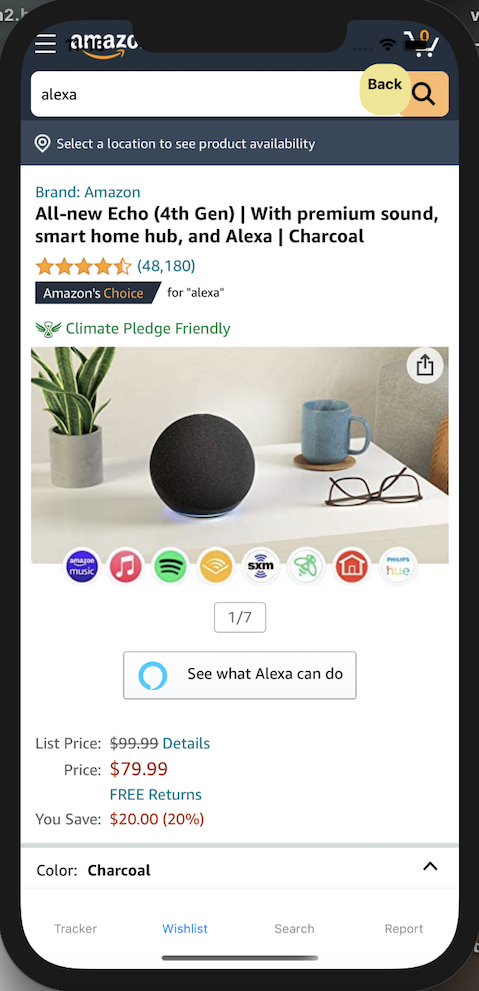 amazo
0
alexa
Back
Select a location to see product availability
Brand: Amazon
All-new Echo (4th Gen) | With premium sound,
smart home hub, and Alexa | Charcoal
(48,180)
Amazon's Choice for "alexa"
Climate Pledge Friendly
amazon music
sxm
PHILIPS hue
1/7
See what Alexa can do
List Price: $99.99 Details
Price: $79.99
FREE Returns
You Save: $20.00 (20%)
Color: Charcoal
Tracker Wishlist Search Report